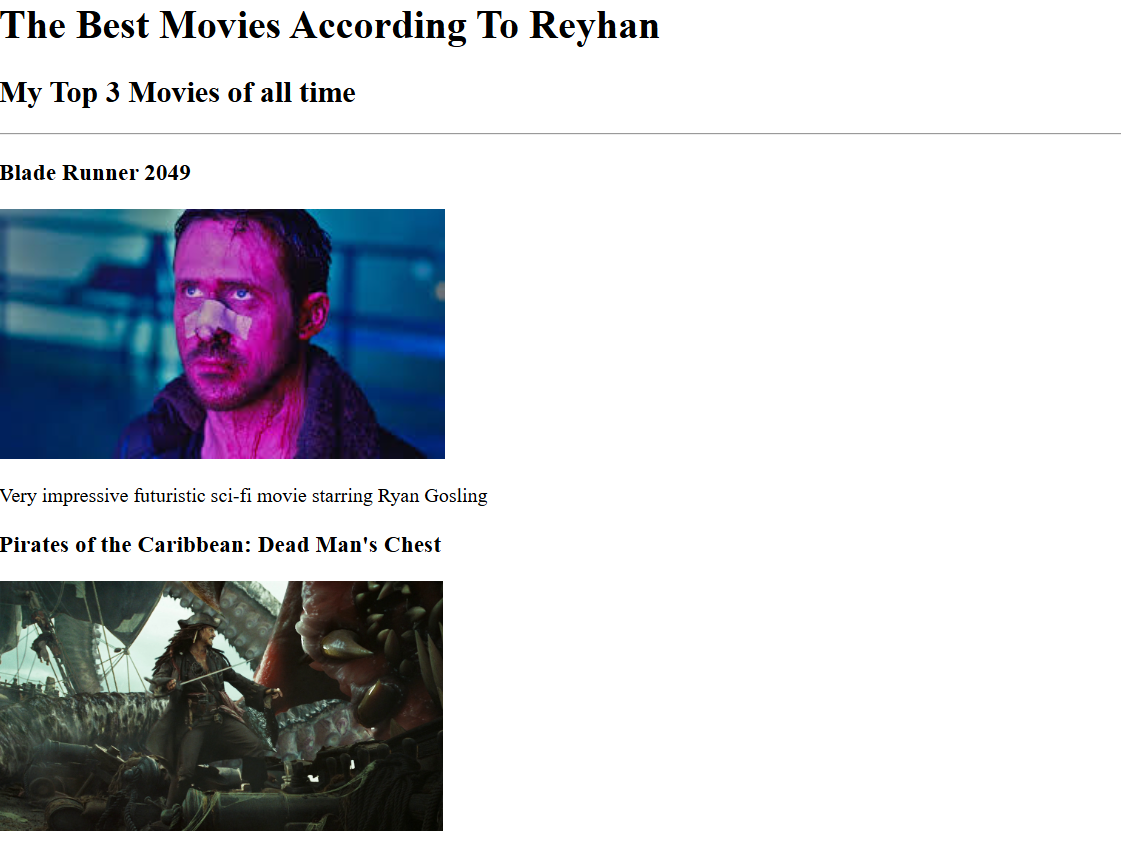 The Best Movies According To Reyhan
My Top 3 Movies of all time
Blade Runner 2049
Very impressive futuristic sci-fi movie starring Ryan Gosling
Pirates of the Caribbean: Dead Man's Chest